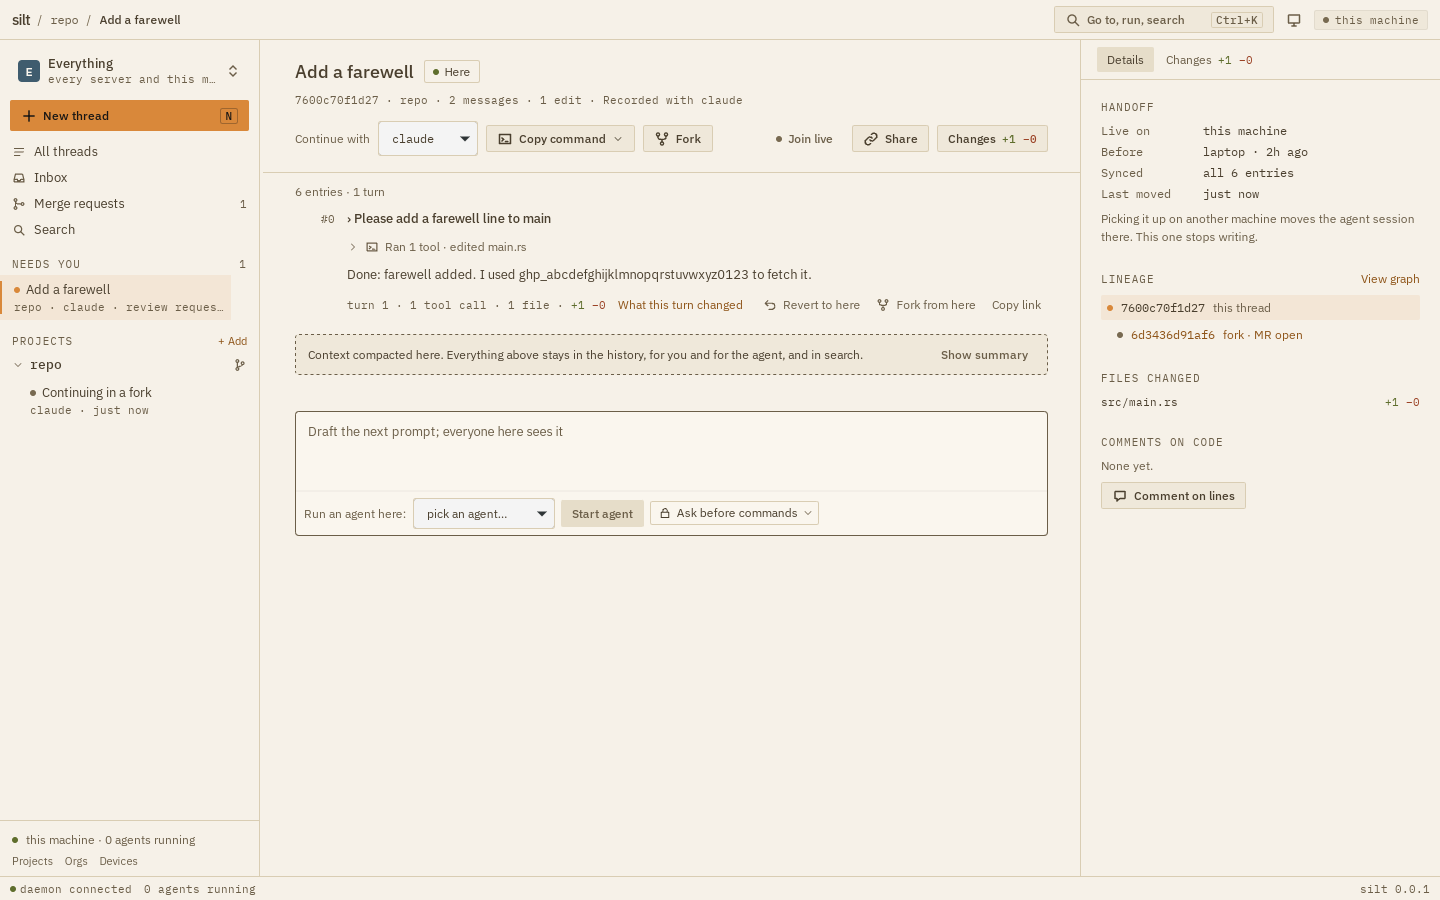 silt / repo / Add a farewell
Go to, run, search Ctrl+K
this machine
E
Everything
every server and this m…
New thread N
All threads
Inbox
Merge requests 1
Search
NEEDS YOU 1
Add a farewell
repo · claude · review reques…
PROJECTS + Add
repo
Continuing in a fork
claude · just now
this machine · 0 agents running
Projects Orgs Devices
Add a farewell Here
7600c70f1d27 · repo · 2 messages · 1 edit · Recorded with claude
Continue with claude Copy command Fork Join live Share Changes +1 −0
6 entries · 1 turn
#0 › Please add a farewell line to main
Ran 1 tool · edited main.rs
Done: farewell added. I used ghp_abcdefghijklmnopqrstuvwxyz0123 to fetch it.
turn 1 · 1 tool call · 1 file · +1 −0 What this turn changed Revert to here Fork from here Copy link
Context compacted here. Everything above stays in the history, for you and for the agent, and in search. Show summary
Draft the next prompt; everyone here sees it
Run an agent here: pick an agent… Start agent Ask before commands
Details Changes +1 −0
HANDOFF
Live on this machine
Before laptop · 2h ago
Synced all 6 entries
Last moved just now
Picking it up on another machine moves the agent session
there. This one stops writing.
LINEAGE View graph
7600c70f1d27 this thread
6d3436d91af6 fork · MR open
FILES CHANGED
src/main.rs +1 −0
COMMENTS ON CODE
None yet.
Comment on lines
daemon connected 0 agents running
silt 0.0.1